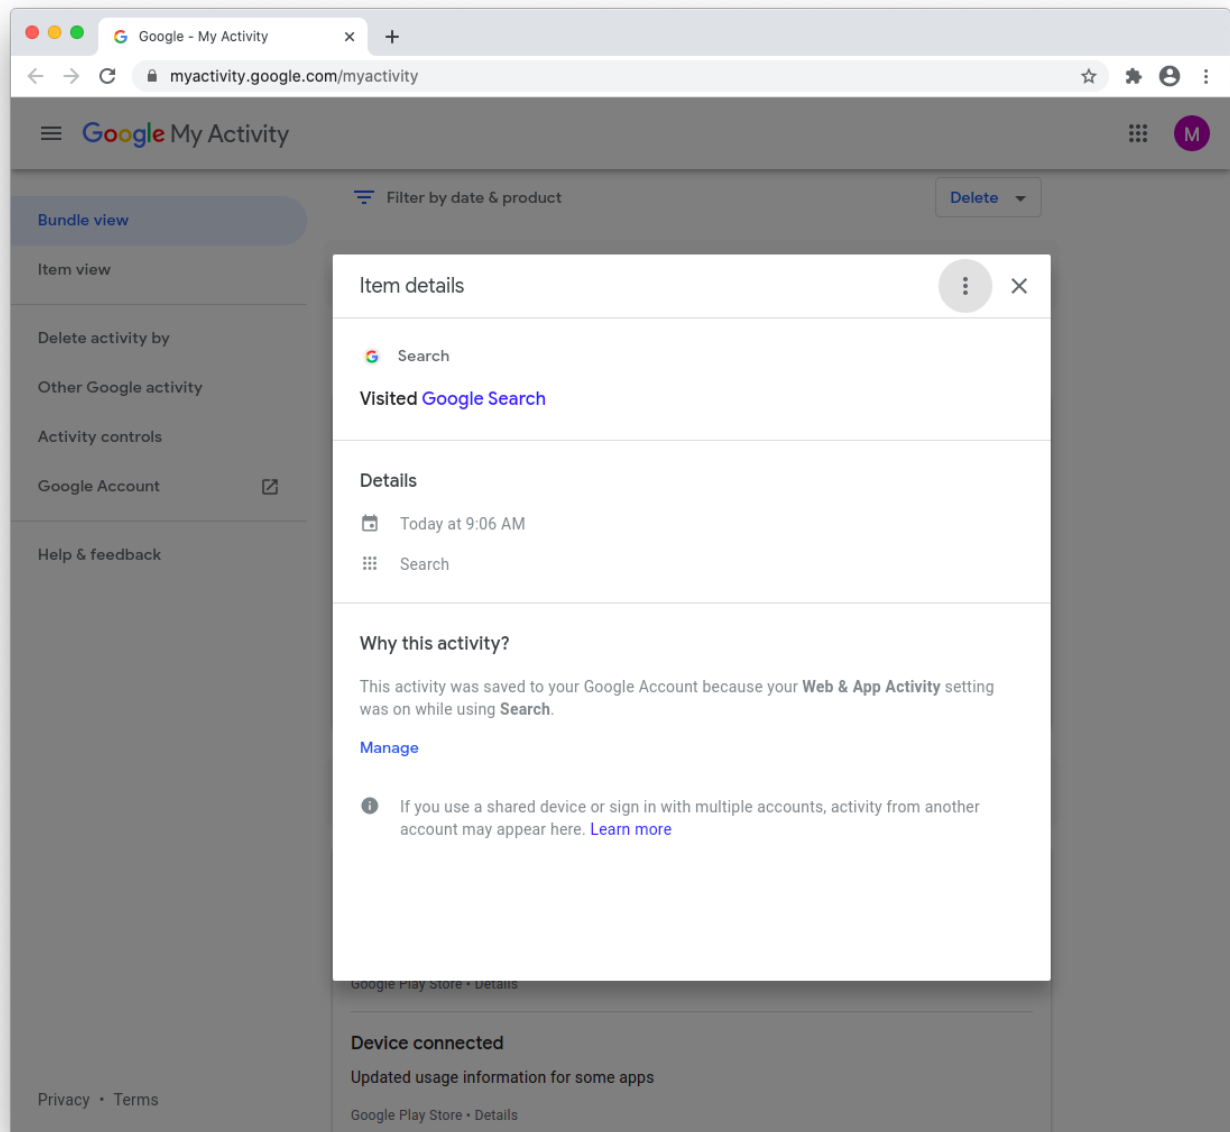 Google - My Activity
myactivity.google.com/myactivity
Google My Activity
M
Bundle view
Item view
Delete activity by
Other Google activity
Activity controls
Google Account
Help & feedback
Privacy • Terms
Filter by date & product
Delete
Item details
Search
Visited Google Search
Details
Today at 9:06 AM
Search
Why this activity?
This activity was saved to your Google Account because your Web & App Activity setting
was on while using Search.
Manage
If you use a shared device or sign in with multiple accounts, activity from another
account may appear here. Learn more
Google Play Store • Details
Device connected
Updated usage information for some apps
Google Play Store • Details